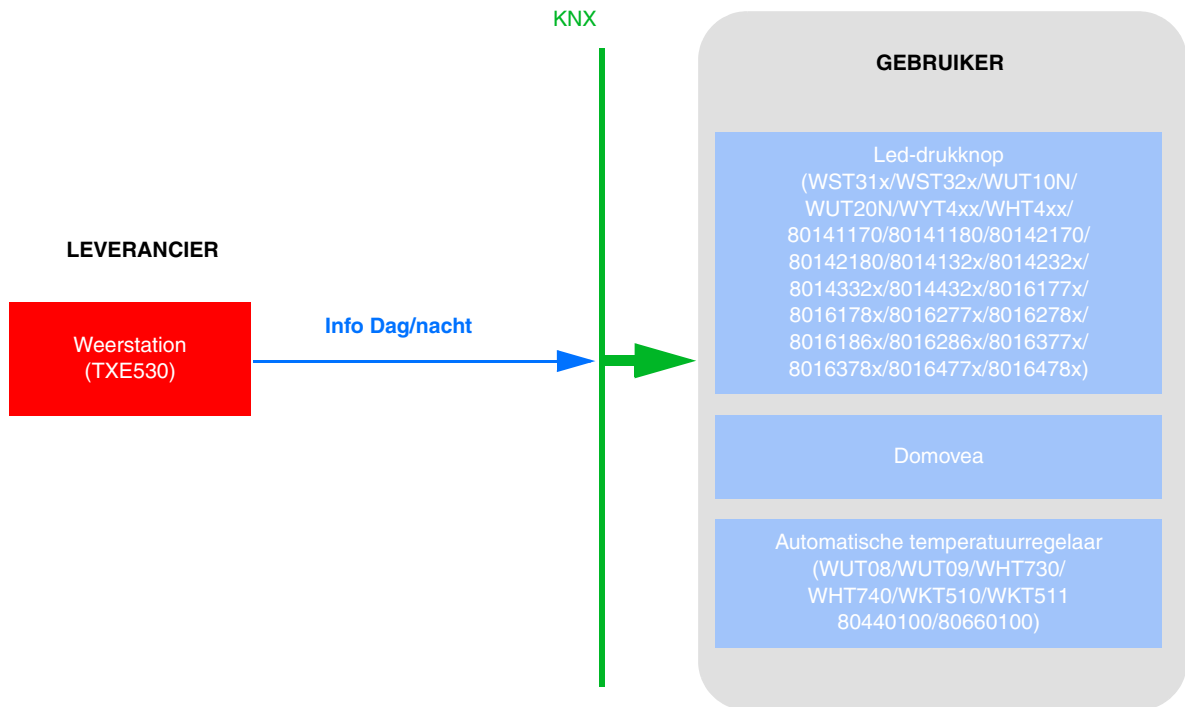 KNX
GEBRUIKER
Led-drukknop
(WST31x/WST32x/WUT10N/
WUT20N/WYT4xx/WHT4xx/
80141170/80141180/80142170/
80142180/8014132x/8014232x/
8014332x/8014432x/8016177x/
8016178x/8016277x/8016278x/
8016186x/8016286x/8016377x/
8016378x/8016477x/8016478x)
LEVERANCIER
Weerstation
(TXE530)
Info Dag/nacht
Domovea
Automatische temperatuurregelaar
(WUT08/WUT09/WHT730/
WHT740/WKT510/WKT511
80440100/80660100)